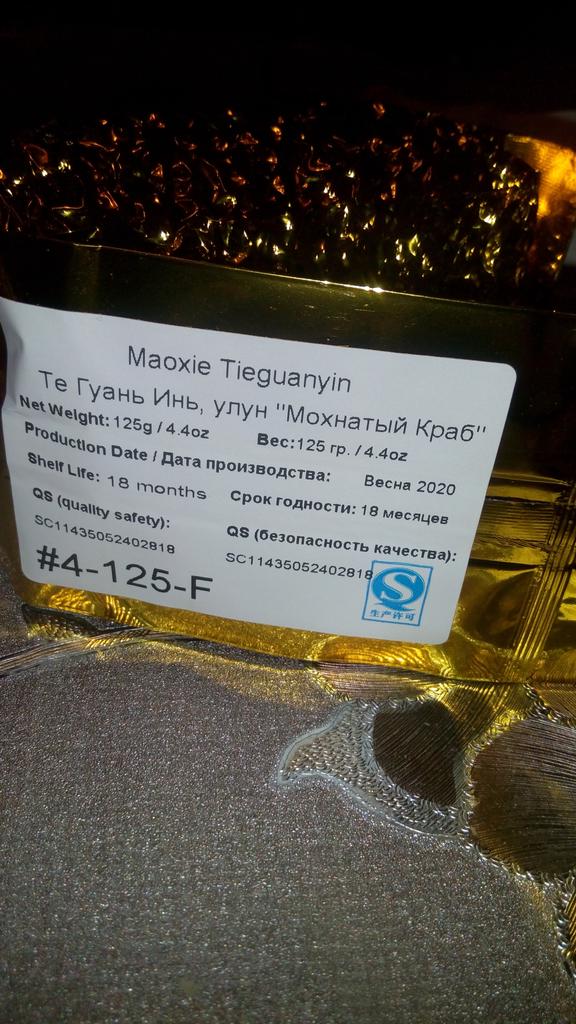 Maoxie Tieguanyin
Те Гуань Инь, улун "Мохнатый Краб"
Net Weight: 125g / 4.4oz Вес: 125 гр. / 4.4oz
Production Date / Дата производства: Весна 2020
Shelf Life: 18 months Срок годности: 18 месяцев
QS (quality safety): QS (безопасность качества):
SC11435052402818 SC11435052402818
#4-125-F
生产许可